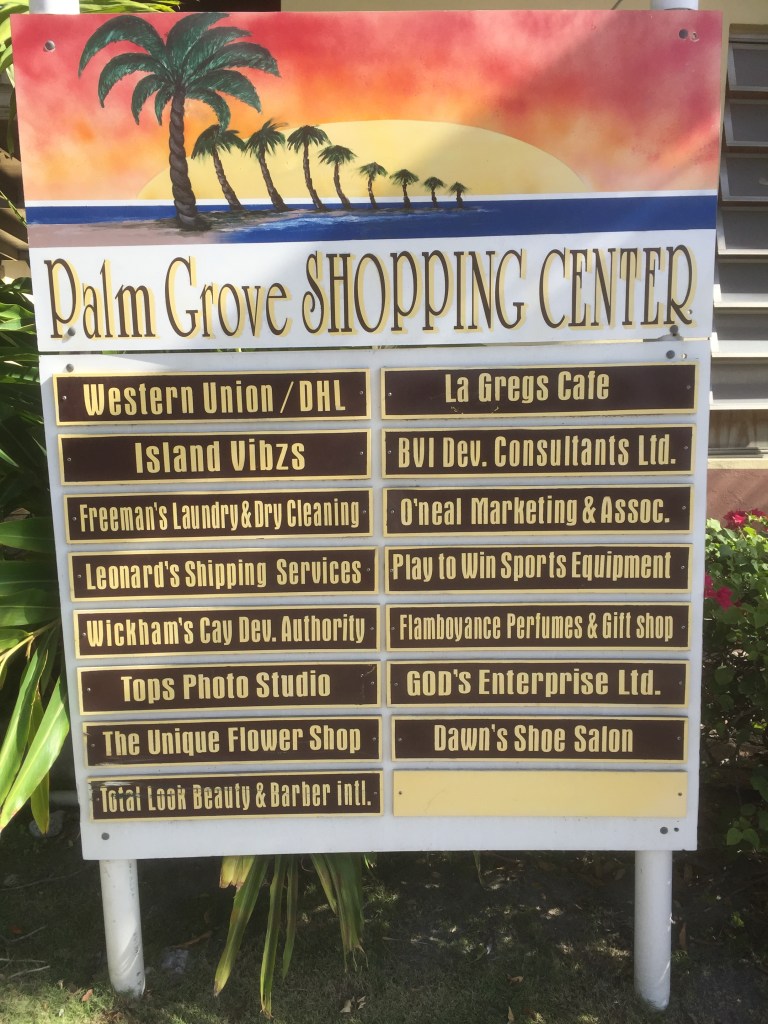 Palm Grove SHOPPING CENTER
Western Union / DHL
Island Vibzs
Freeman's Laundry & Dry Cleaning
Leonard's Shipping Services
Wickham's Cay Dev. Authority
Tops Photo Studio
The Unique Flower Shop
Total Look Beauty & Barber intl.
La Gregs Cafe
BVI Dev. Consultants Ltd.
O'neal Marketing & Assoc.
Play to Win Sports Equipment
Flamboyance Perfumes & Gift shop
GOD's Enterprise Ltd.
Dawn's Shoe Salon